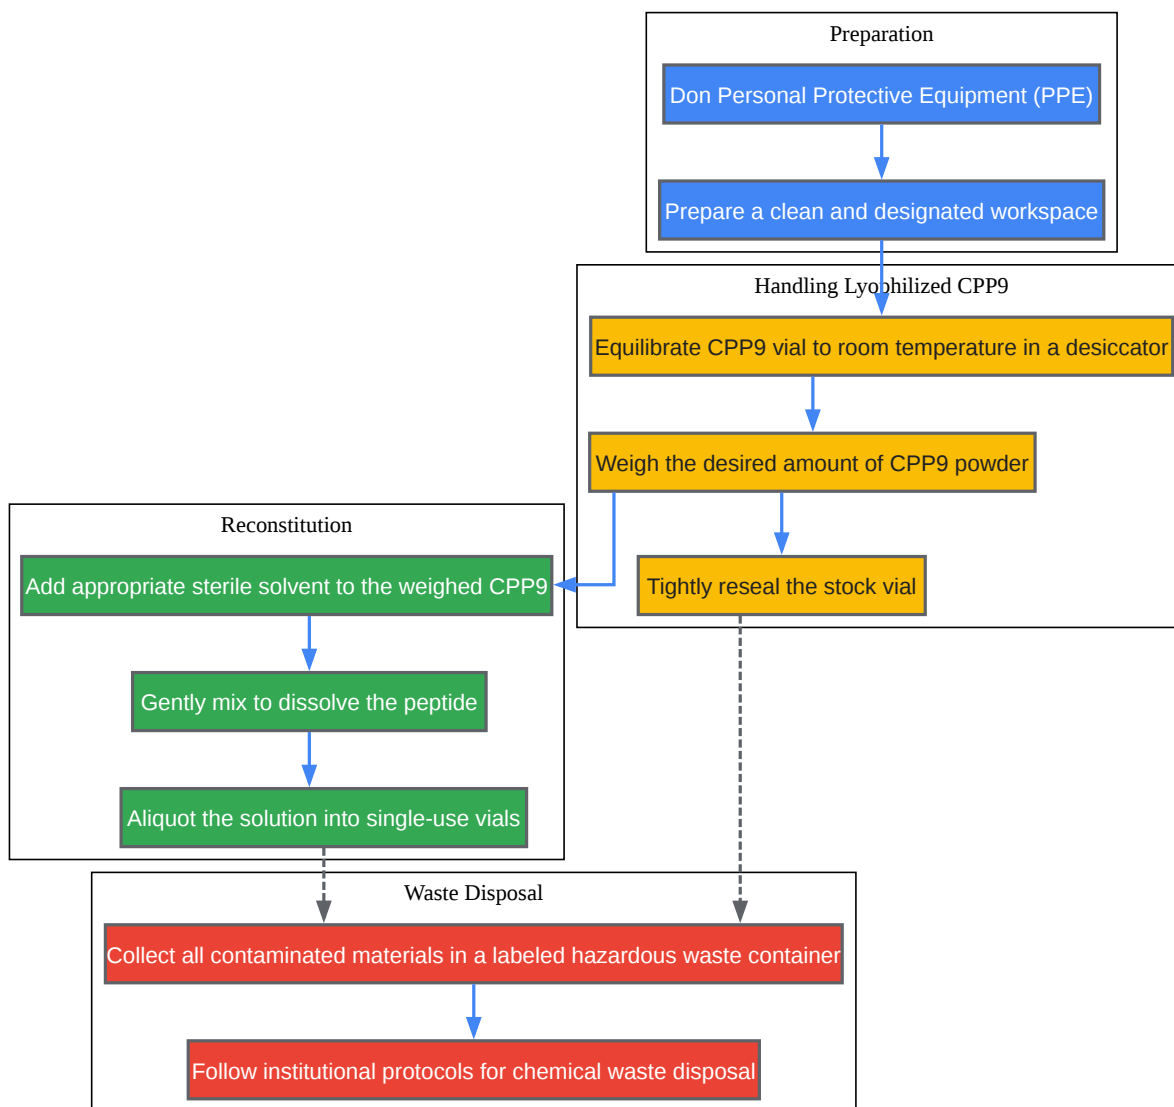 Preparation
Don Personal Protective Equipment (PPE)
Prepare a clean and designated workspace
Handling Lyophilized CPP9
Equilibrate CPP9 vial to room temperature in a desiccator
Weigh the desired amount of CPP9 powder
Tightly reseal the stock vial
Reconstitution
Add appropriate sterile solvent to the weighed CPP9
Gently mix to dissolve the peptide
Aliquot the solution into single-use vials
Waste Disposal
Collect all contaminated materials in a labeled hazardous waste container
Follow institutional protocols for chemical waste disposal